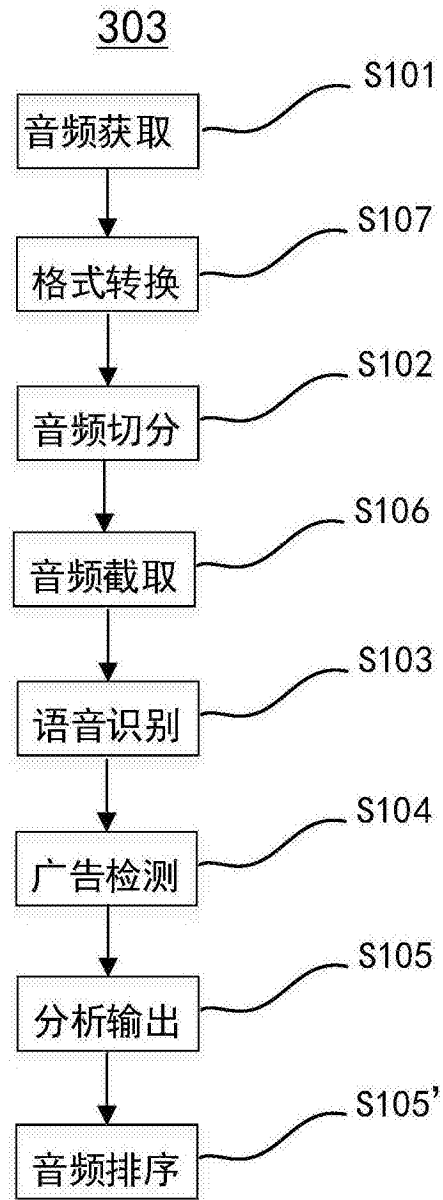 303
音频获取
S101
格式转换
S107
音频切分
S102
音频截取
S106
语音识别
S103
广告检测
S104
分析输出
S105
音频排序
S105’